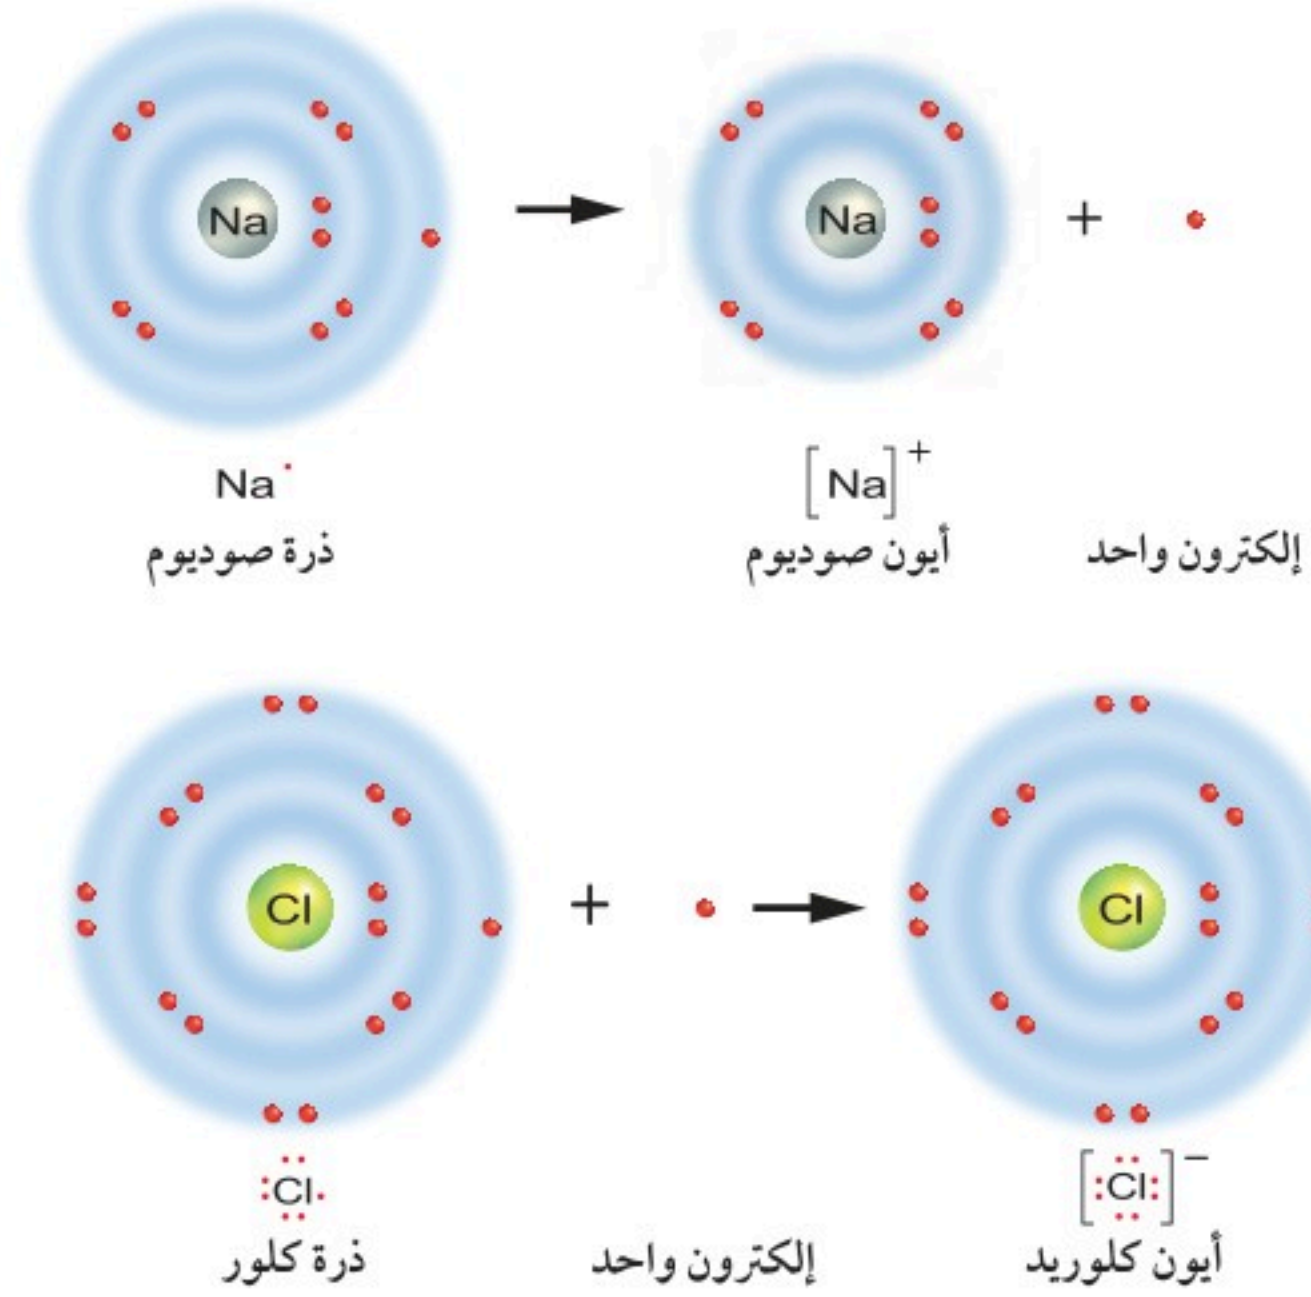 Na Na +
Na· [Na]+
ذرة صوديوم أيون صوديوم إلكترون واحد
Cl + Cl
:Cl. [:Cl:]−
ذرة كلور إلكترون واحد أيون كلوريد